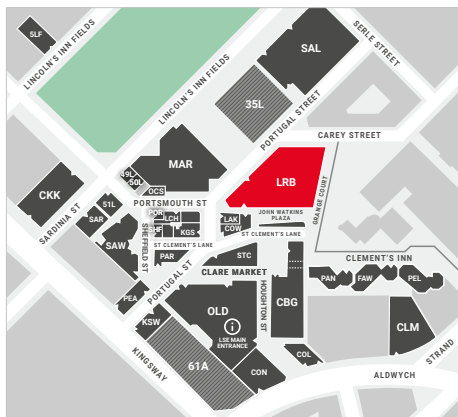 5LF
LINCOLN'S INN FIELDS
LINCOLN'S INN FIELDS
SAL
SERLE STREET
35L
PORTUGAL STREET
CAREY STREET
MAR
49L
50L
OCS
PORTSMOUTH ST
LRB
GRANGE COURT
CKK
SARDINIA ST
51L
SAR
SAW
SHEFFIELD ST
POR
LCH
SHF
KGS
LAK
COW
JOHN WATKINS
PLAZA
ST CLEMENT'S LANE
ST CLEMENT'S LANE
PAR
STC
CLARE MARKET
CLEMENT'S INN
PAN
FAW
PEL
PORTUGAL ST
PEA
KSW
OLD
LSE MAIN
ENTRANCE
HOUGHTON ST
CBG
CLM
KINGSWAY
61A
CON
COL
ALDWYCH
STRAND